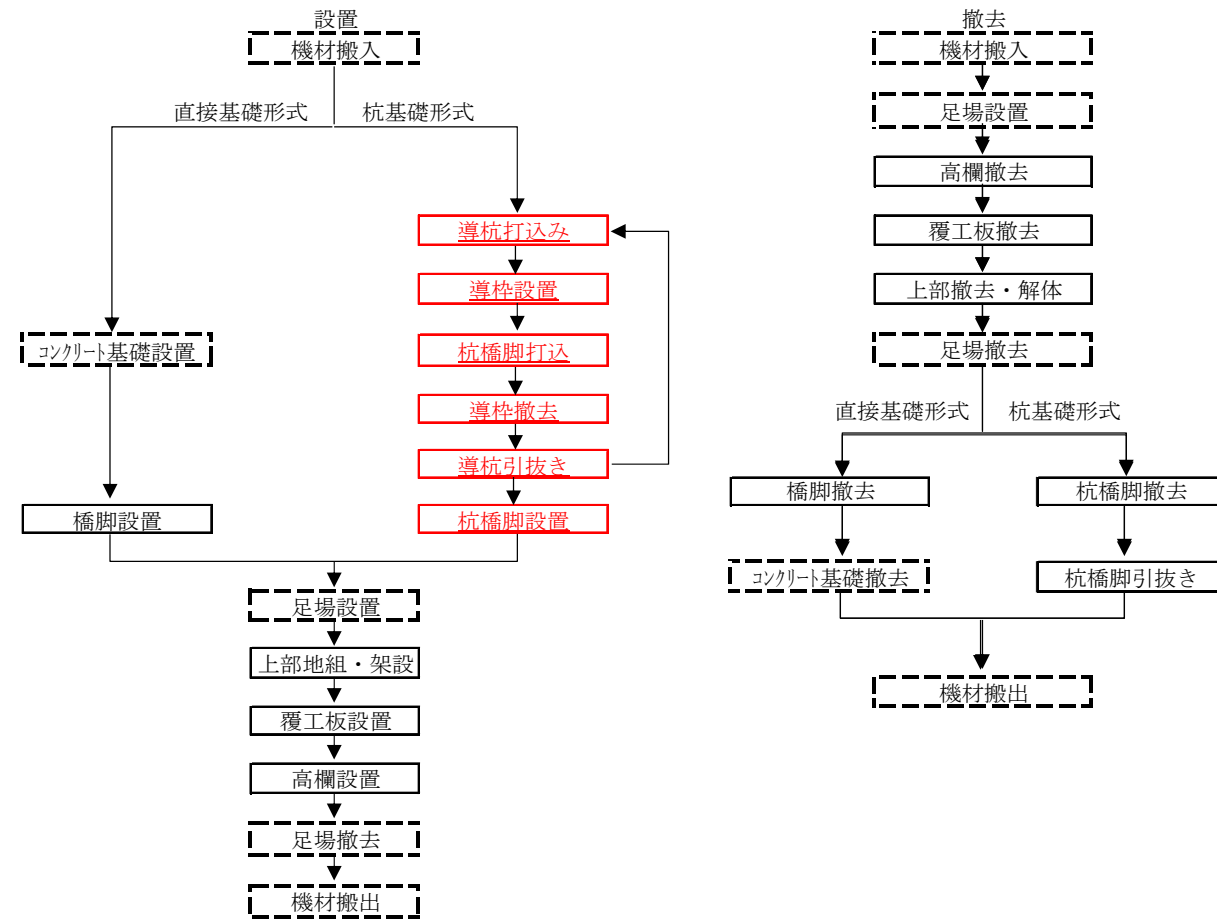 設置
機材搬入
直接基礎形式
杭基礎形式
導杭打込み
導枠設置
杭橋脚打込
導枠撤去
導杭引抜き
杭橋脚設置
コンクリート基礎設置
橋脚設置
足場設置
上部地組・架設
覆工板設置
高欄設置
足場撤去
機材搬出
撤去
機材搬入
足場設置
高欄撤去
覆工板撤去
上部撤去・解体
足場撤去
直接基礎形式
杭基礎形式
橋脚撤去
杭橋脚撤去
コンクリート基礎撤去
杭橋脚引抜き
機材搬出